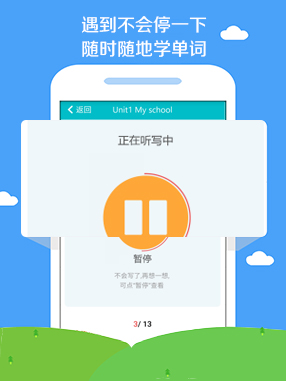 遇到不会停一下
随时随地学单词
返回 Unit1 My school
正在听写中
暂停
不会写了,再想一想,
可点"暂停"查看
3/ 13